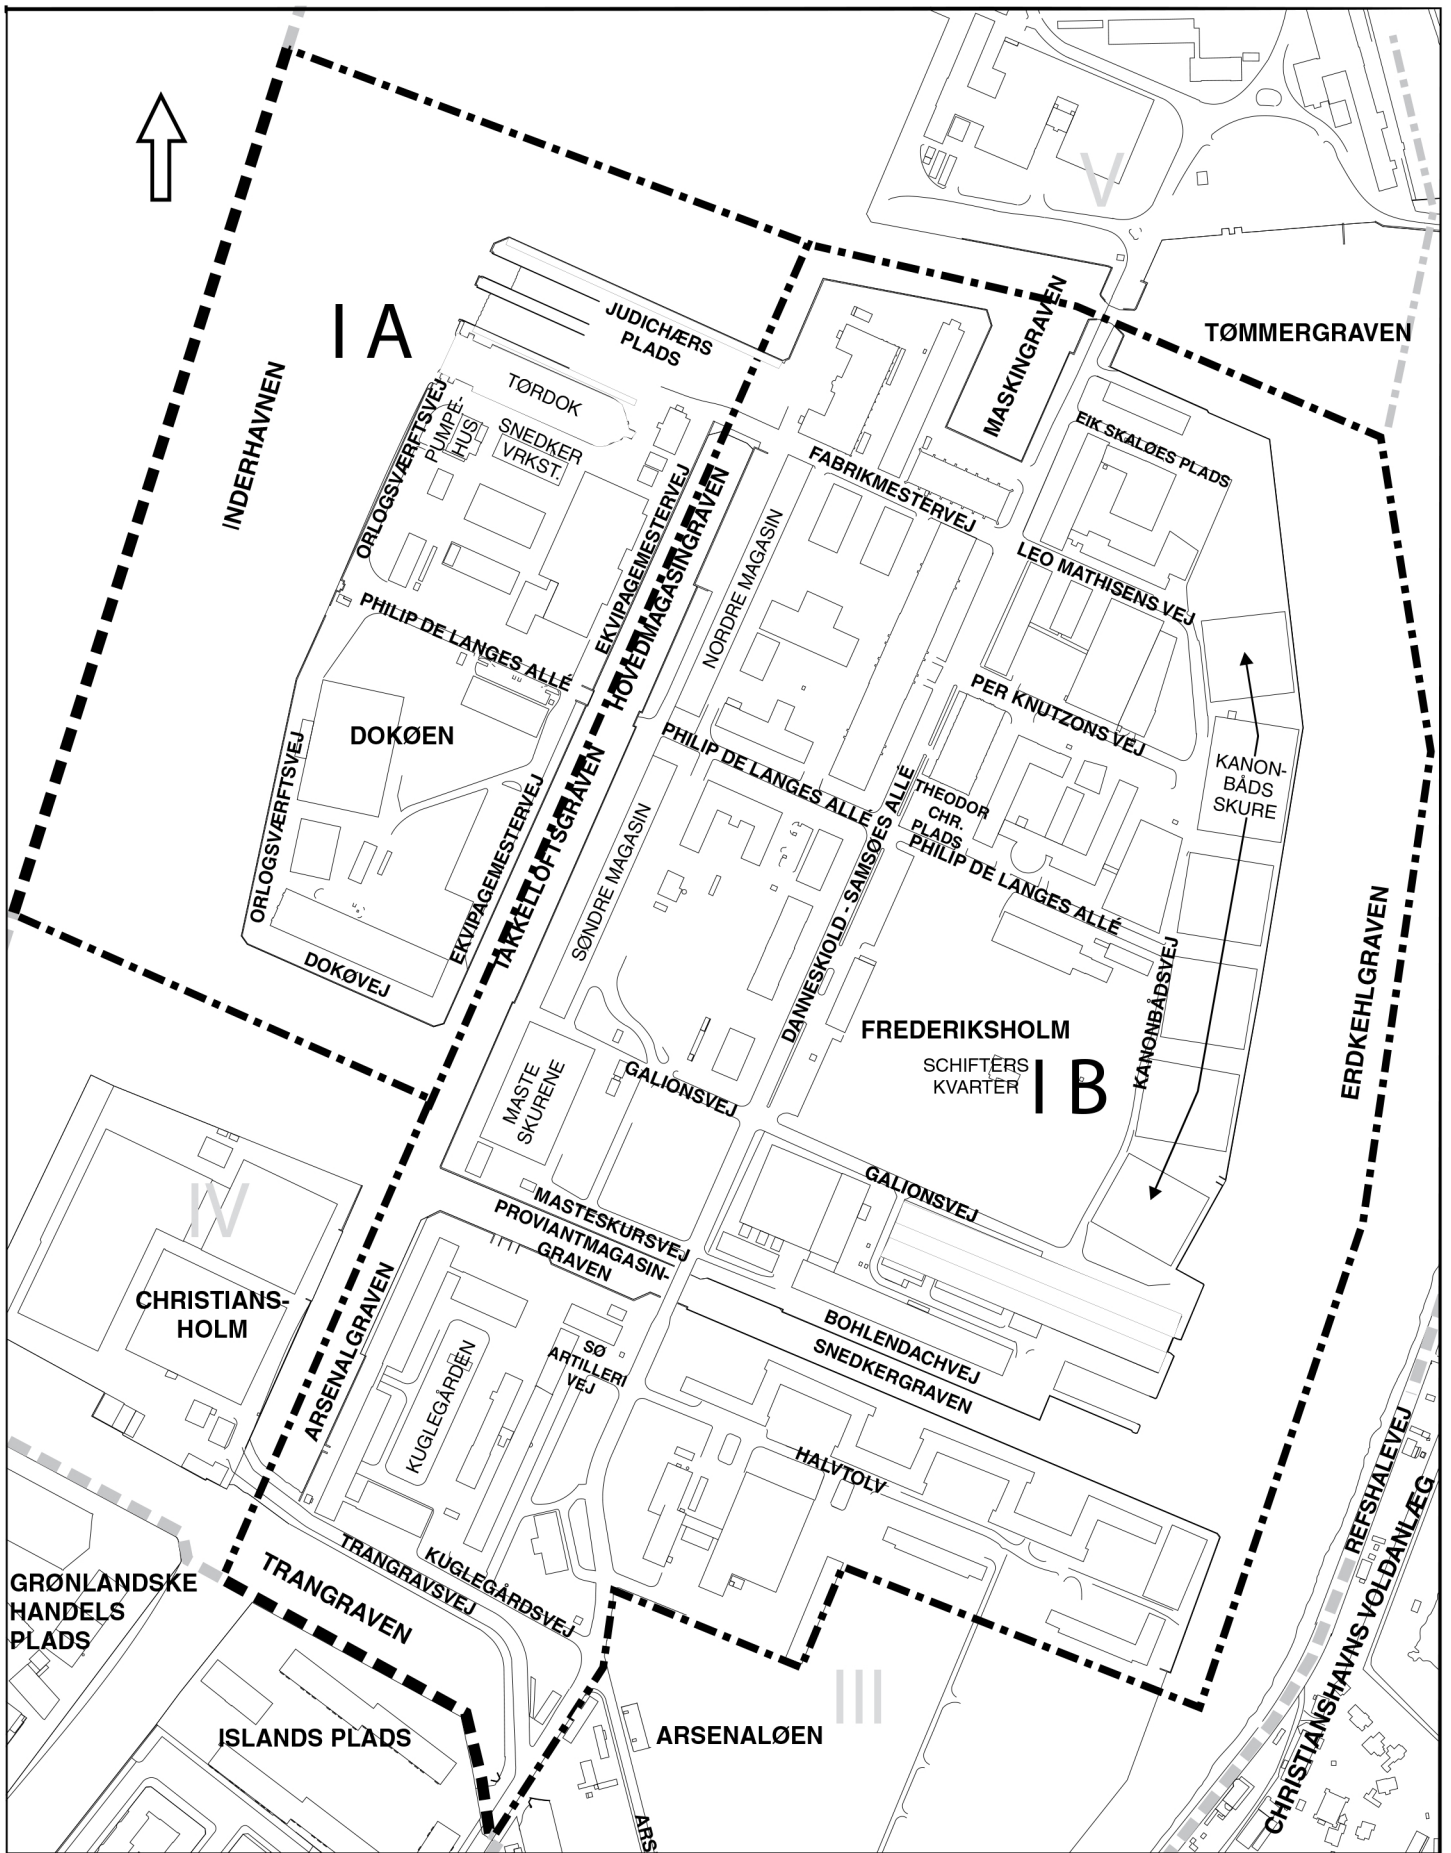 V
TØMMERGRAVEN
I A
JUDICHÆRS
PLADS
MASKINGRAVEN
INDERHAVNEN
TØRDOK
ORLOGSVÆRFTSVEJ
PUMPE-
HUS
SNEDKER
VRKST.
EIK SKALØES PLADS
FABRIKMESTERVEJ
EKVIPAGEMESTERVEJ
HOVEDMAGASINGRAVEN
NORDRE MAGASIN
LEO MATHISENS VEJ
PHILIP DE LANGES ALLÉ
PER KNUTZONS VEJ
DOKØEN
PHILIP DE LANGES ALLÉ
KANON-
BÅDS
SKURE
ORLOGSVÆRFTSVEJ
EKVIPAGEMESTERVEJ
TAKKELLOFTSGRAVEN
SØNDRE MAGASIN
DANNESKIOLD - SAMSØES ALLÉ
THEODOR
CHR.
PLADS
PHILIP DE LANGES ALLÉ
ERDKEHLGRAVEN
DOKØVEJ
KANONBÅDSVEJ
FREDERIKSHOLM
SCHIFTERS
KVARTER
I B
MASTE
SKURENE
GALIONSVEJ
GALIONSVEJ
IV
MASTESKURSVEJ
PROVIANTMAGASIN-
GRAVEN
CHRISTIANS-
HOLM
ARSENALGRAVEN
KUGLEGÅRDEN
SØ
ARTILLERI
VEJ
BOHLENDACHVEJ
SNEDKERGRAVEN
HALVTOLV
REFSHALEVEJ
CHRISTIANSHAVNS VOLDANLÆG
TRANGRAVSVEJ
KUGLEGÅRDSVEJ
TRANGRAVEN
GRØNLANDSKE
HANDELS
PLADS
III
ISLANDS PLADS
ARSENALØEN
ARS